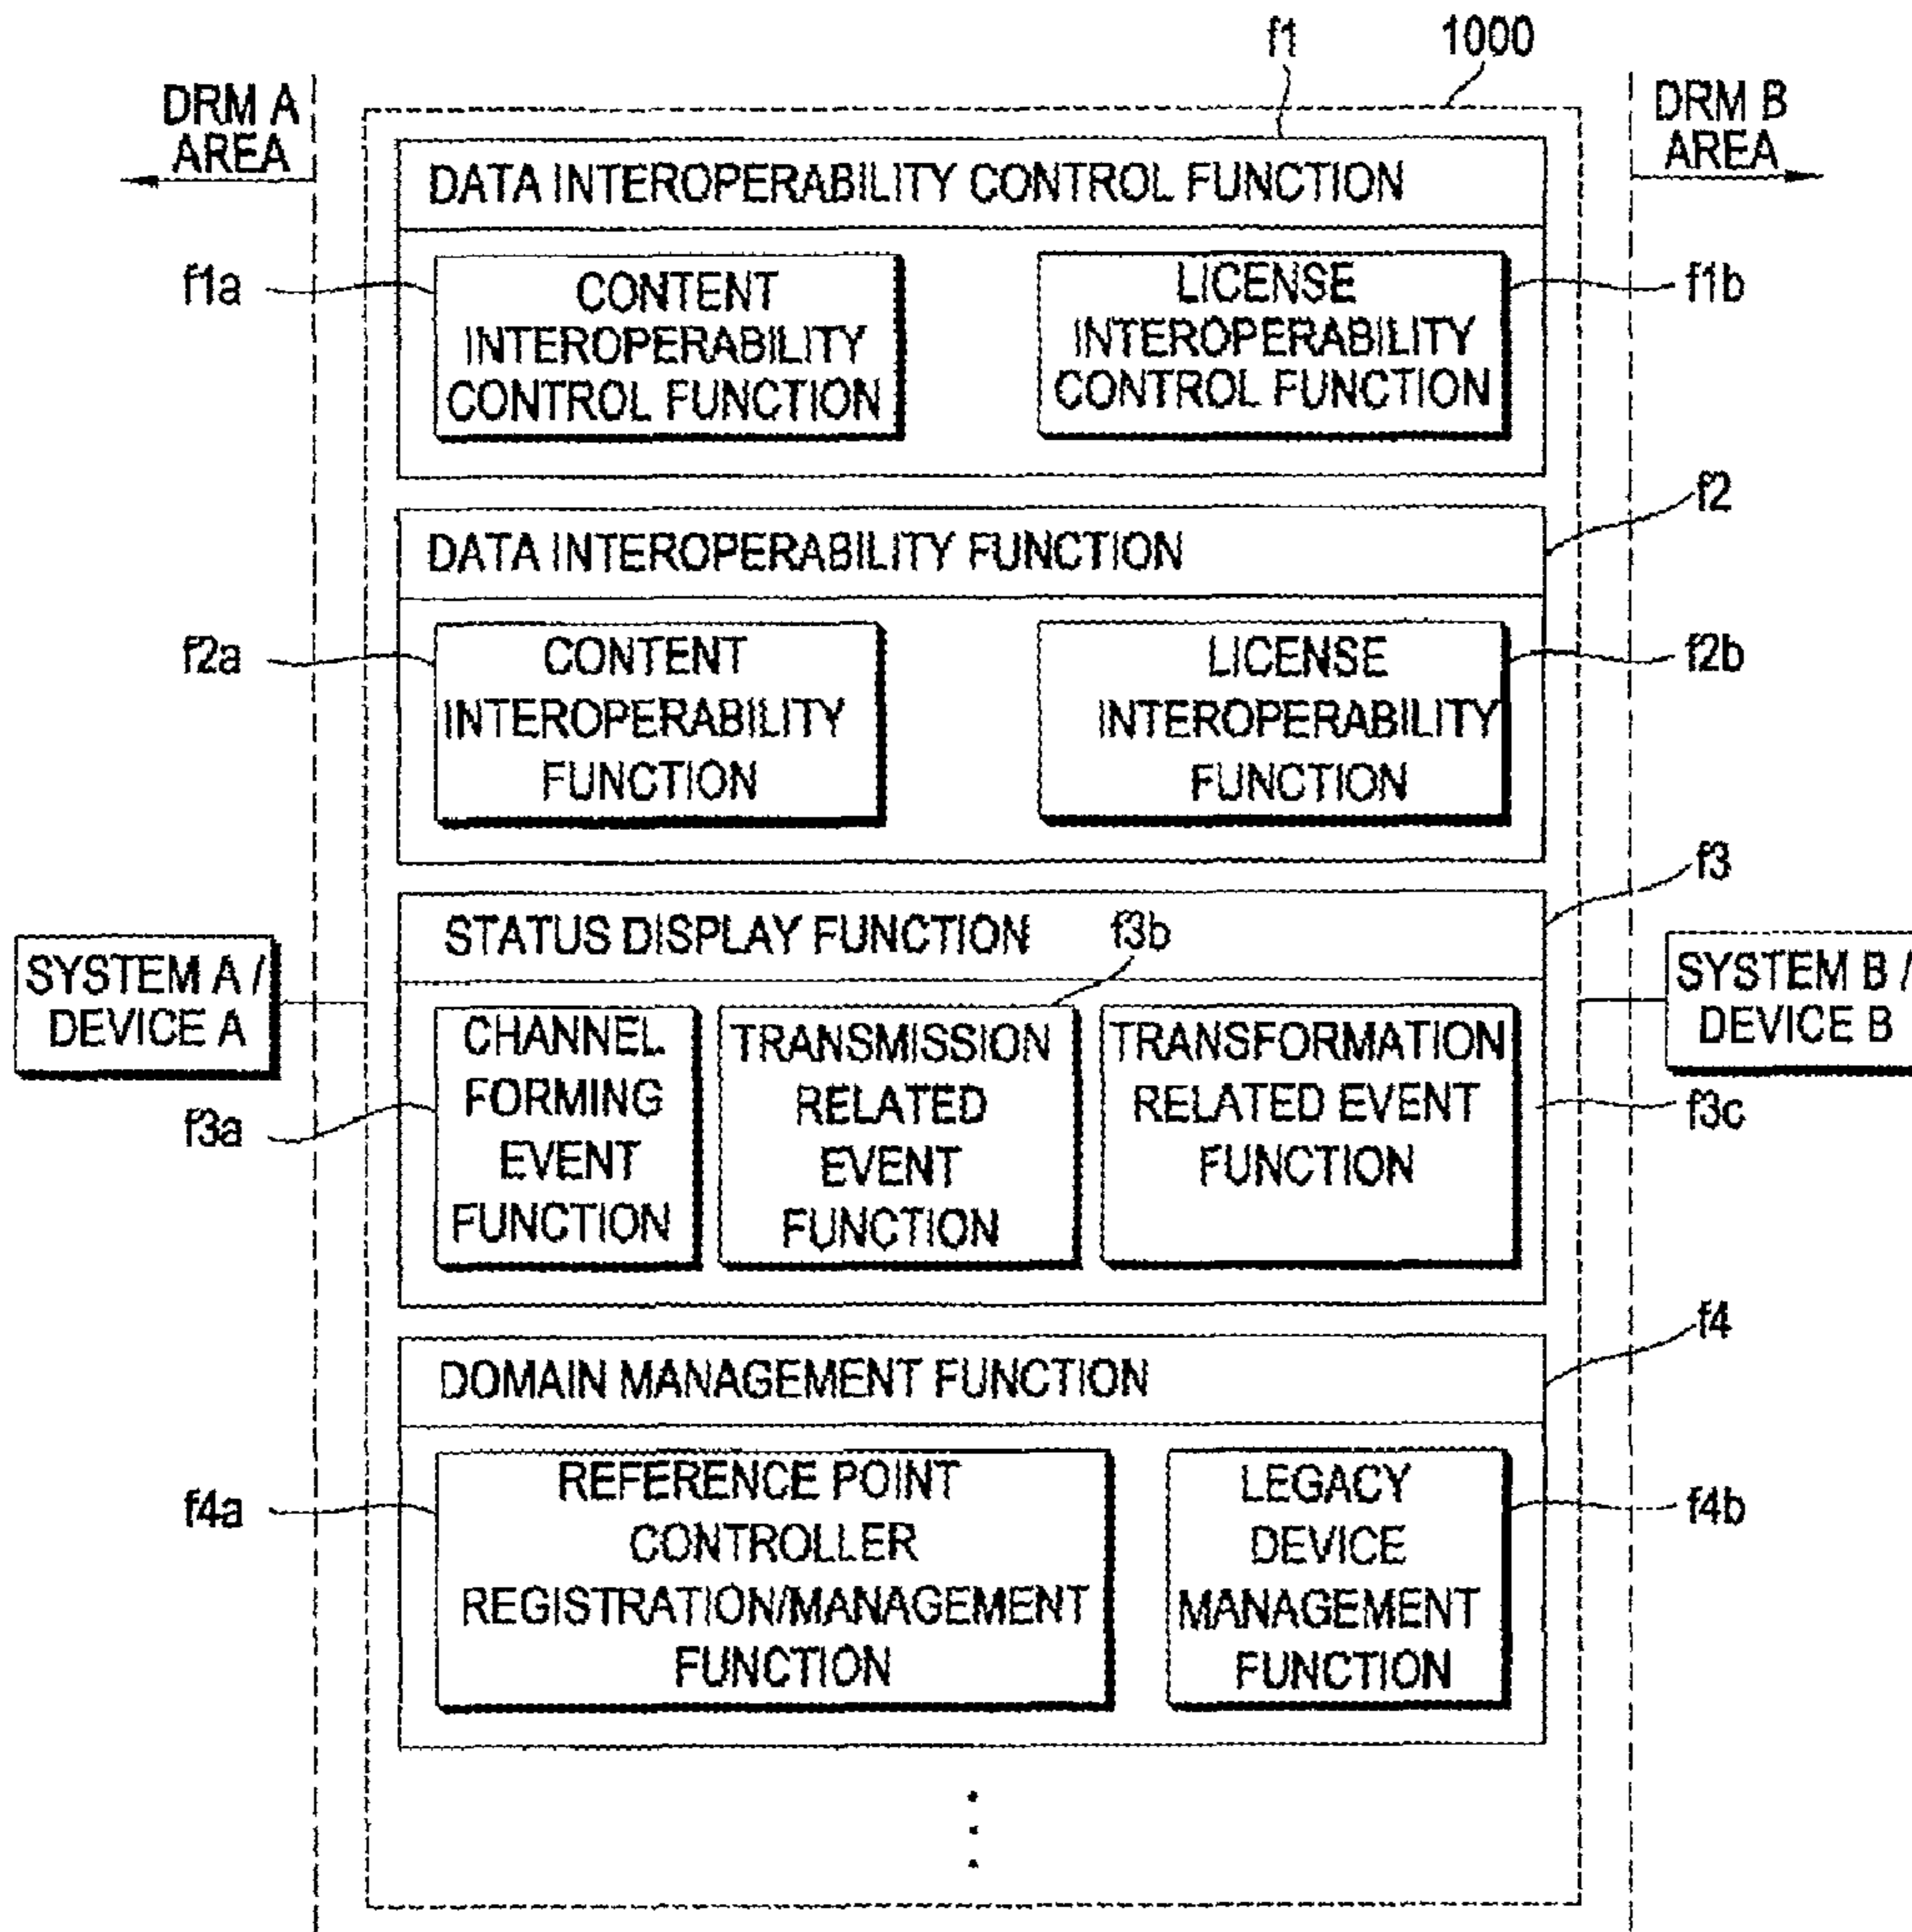 f1
1000
DRM A
AREA
DRM B
AREA
DATA INTEROPERABILITY CONTROL FUNCTION
f1a
CONTENT
INTEROPERABILITY
CONTROL FUNCTION
LICENSE
INTEROPERABILITY
CONTROL FUNCTION
f1b
f2
DATA INTEROPERABILITY FUNCTION
f2a
CONTENT
INTEROPERABILITY
FUNCTION
LICENSE
INTEROPERABILITY
FUNCTION
f2b
f3
STATUS DISPLAY FUNCTION
f3b
SYSTEM A /
DEVICE A
SYSTEM B /
DEVICE B
f3a
CHANNEL
FORMING
EVENT
FUNCTION
TRANSMISSION
RELATED
EVENT
FUNCTION
TRANSFORMATION
RELATED EVENT
FUNCTION
f3c
f4
DOMAIN MANAGEMENT FUNCTION
f4a
REFERENCE POINT
CONTROLLER
REGISTRATION/MANAGEMENT
FUNCTION
LEGACY
DEVICE
MANAGEMENT
FUNCTION
f4b